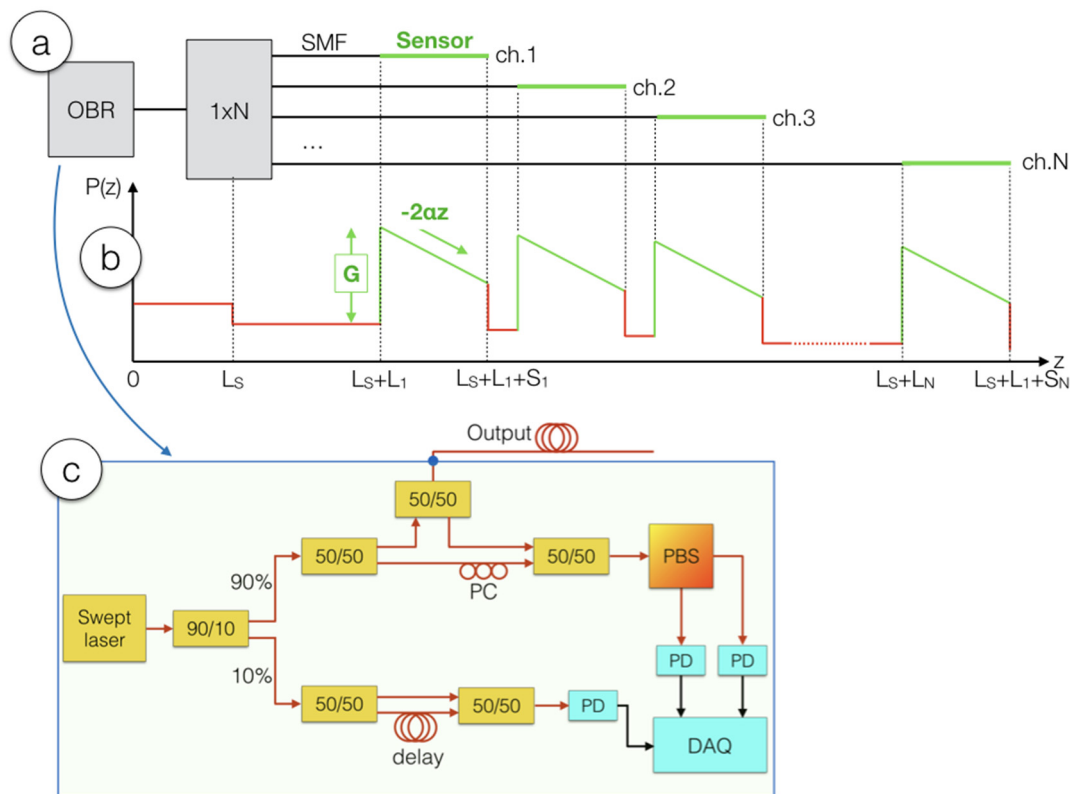 a
OBR
1xN
SMF
Sensor
ch.1
ch.2
ch.3
...
ch.N
P(z)
b
G
-2αz
0
LS
LS+L1
LS+L1+S1
LS+LN
LS+L1+SN
z
c
Output
50/50
50/50
50/50
PBS
PC
90%
Swept
laser
90/10
10%
PD
PD
50/50
50/50
PD
delay
DAQ